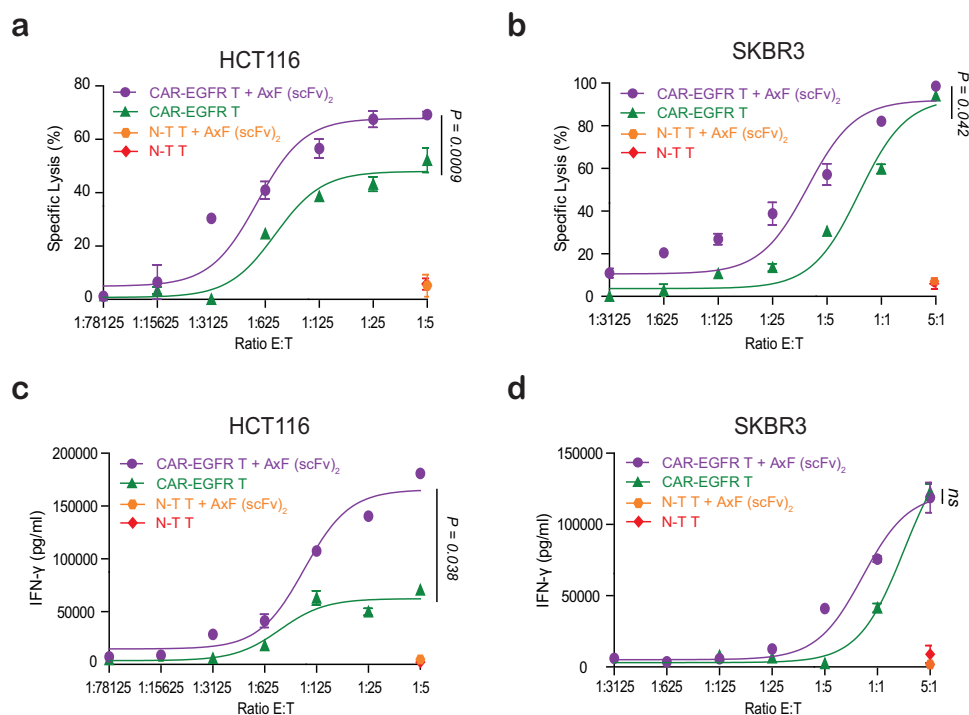 a
HCT116
CAR-EGFR T + AxF (scFv)₂
CAR-EGFR T
N-T T + AxF (scFv)₂
N-T T
80
60
40
20
0
Specific Lysis (%)
P = 0.0009
1:78125 1:15625 1:3125 1:625 1:125 1:25 1:5
Ratio E:T
b
SKBR3
CAR-EGFR T + AxF (scFv)₂
CAR-EGFR T
N-T T + AxF (scFv)₂
N-T T
100
80
60
40
20
0
Specific Lysis (%)
P = 0.042
1:3125 1:625 1:125 1:25 1:5 1:1 5:1
Ratio E:T
c
HCT116
CAR-EGFR T + AxF (scFv)₂
CAR-EGFR T
N-T T + AxF (scFv)₂
N-T T
200000
150000
100000
50000
0
IFN-γ (pg/ml)
P = 0.038
1:78125 1:15625 1:3125 1:625 1:125 1:25 1:5
Ratio E:T
d
SKBR3
CAR-EGFR T + AxF (scFv)₂
CAR-EGFR T
N-T T + AxF (scFv)₂
N-T T
150000
100000
50000
0
IFN-γ (pg/ml)
ns
1:3125 1:625 1:125 1:25 1:5 1:1 5:1
Ratio E:T